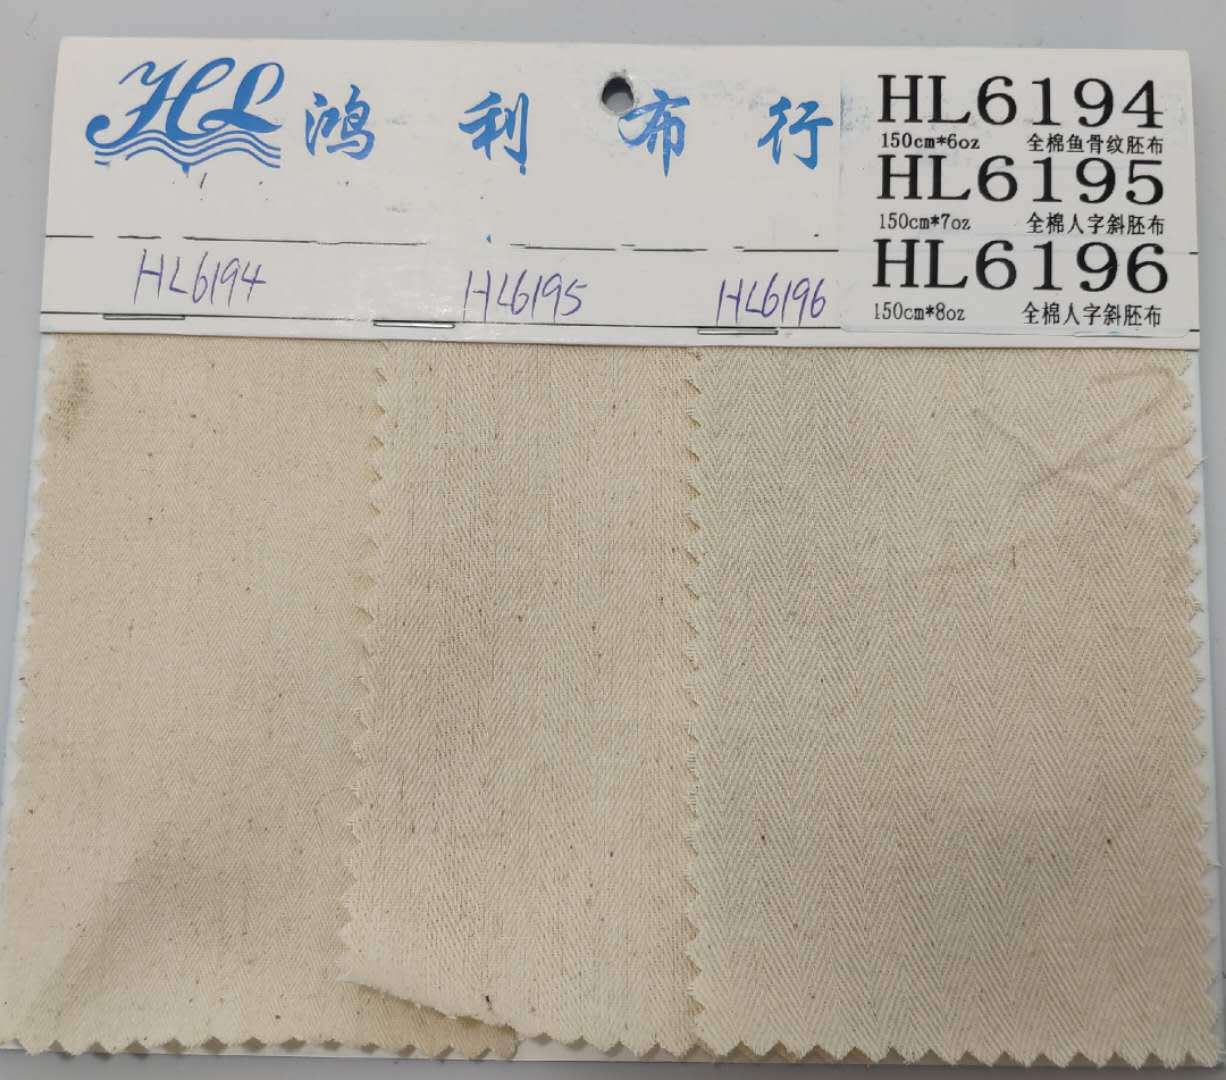 HL 鸿利布行
HL6194
150cm*6oz 全棉鱼骨纹胚布
HL6195
150cm*7oz 全棉人字斜胚布
HL6196
150cm*8oz 全棉人字斜胚布
HL6194 HL6195 HL6196